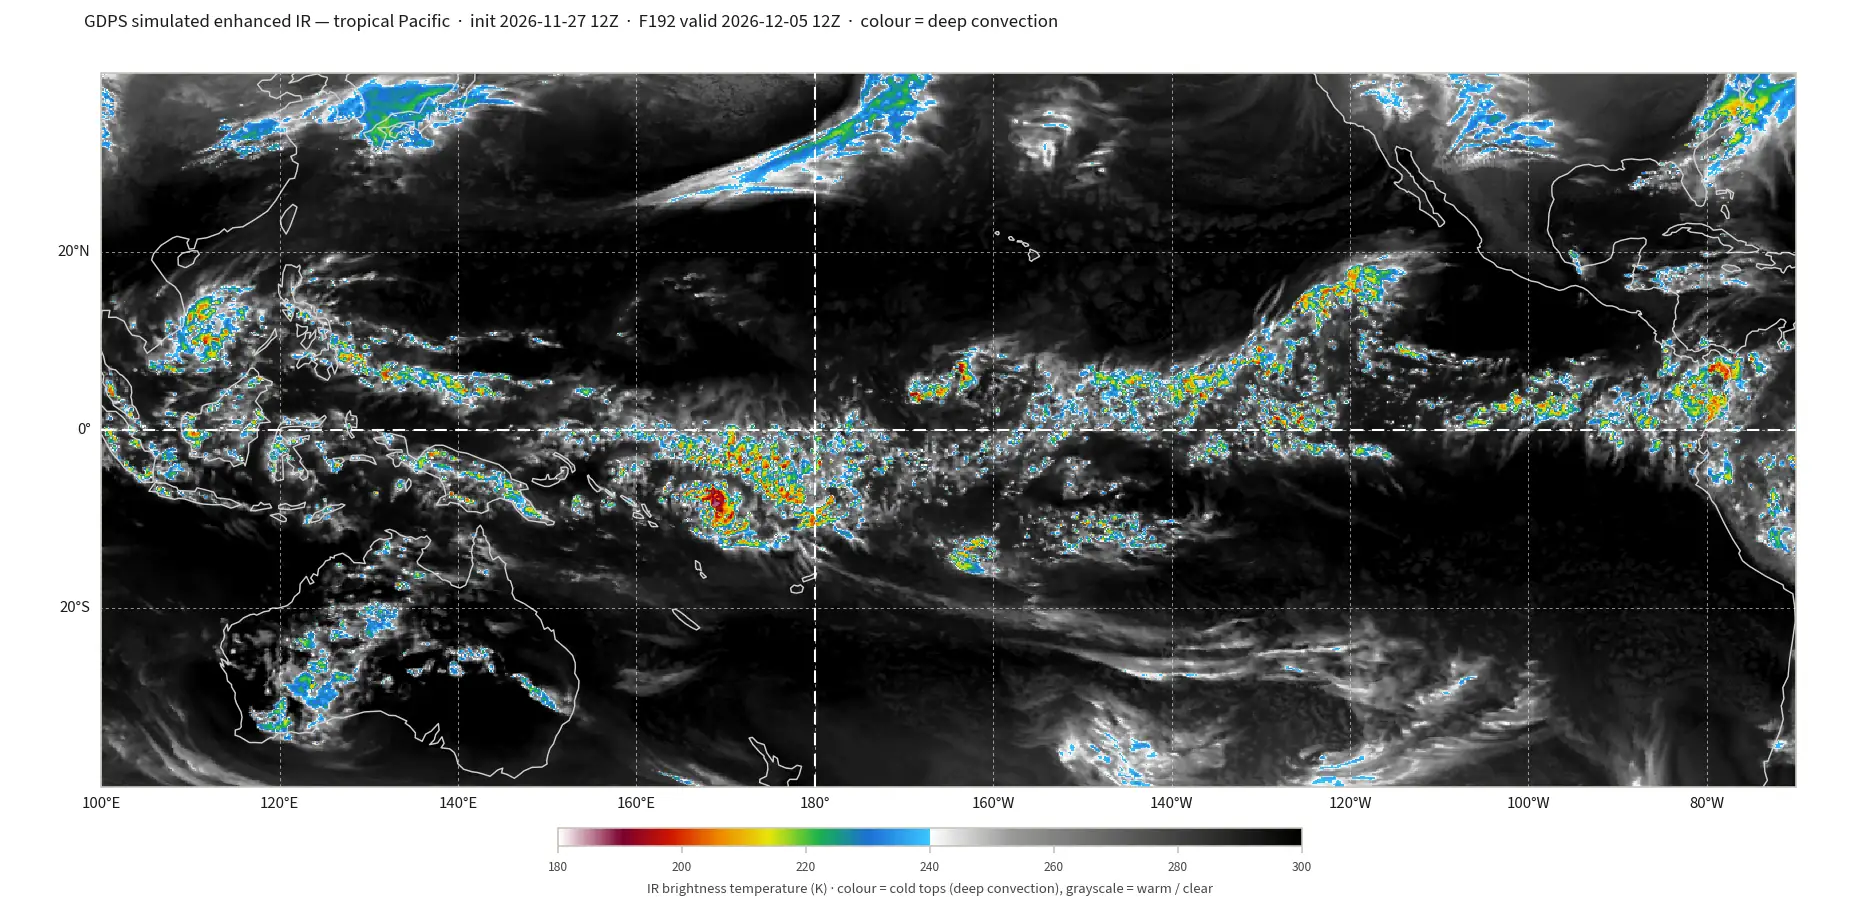 GDPS simulated enhanced IR — tropical Pacific · init 2026-11-27 12Z · F192 valid 2026-12-05 12Z · colour = deep convection
20°N
0°
20°S
100°E 120°E 140°E 160°E 180° 160°W 140°W 120°W 100°W 80°W
180 200 220 240 260 280 300
IR brightness temperature (K) · colour = cold tops (deep convection), grayscale = warm / clear